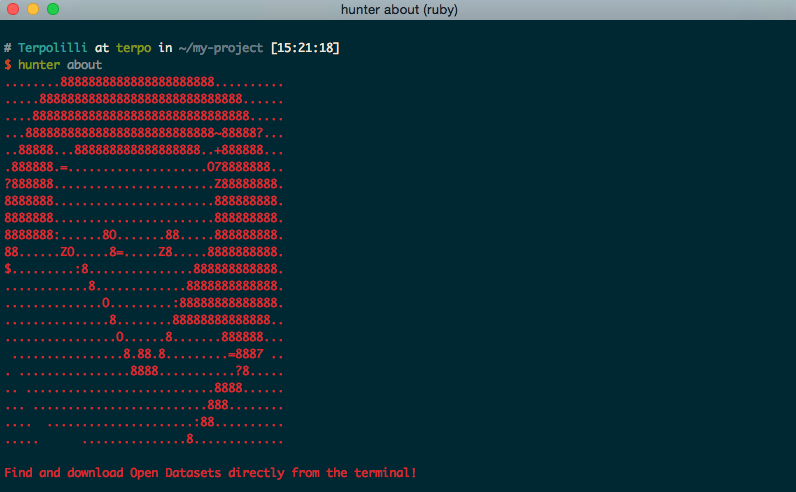 hunter about (ruby)
# Terpolilli at terpo in ~/my-project [15:21:18]
$ hunter about
........8888888888888888888888..........
.....88888888888888888888888888888......
....8888888888888888888888888888888.....
...888888888888888888888888888~88888?...
..88888...888888888888888888..+888888...
.888888.=....................O78888888..
?888888.......................Z88888888.
8888888.......................888888888.
8888888.......................888888888.
8888888:......8O.......88.....888888888.
88......ZO.....8=.....Z8.....8888888888.
$.........:8...............888888888888.
............8.............8888888888888.
..............O.........:88888888888888.
...............8........88888888888888..
................O......8.......888888...
 ................8.88.8.........=8887 ..
. ................8888...........?8.....
.. ...........................8888......
... .........................888........
....  .....................:88..........
.....      ...............8.............
Find and download Open Datasets directly from the terminal!